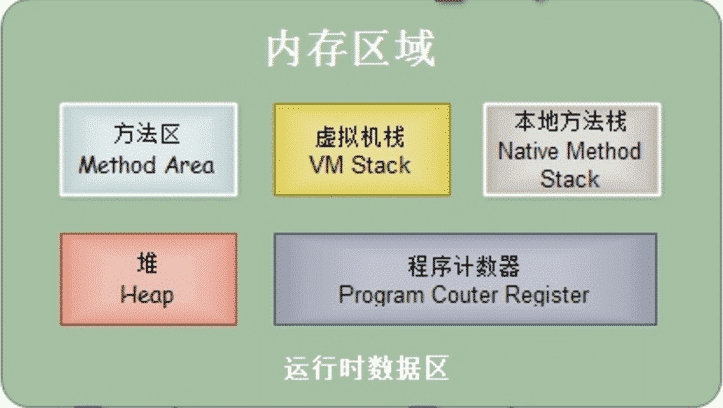 内存区域
方法区
Method Area
虚拟机栈
VM Stack
本地方法栈
Native Method
Stack
堆
Heap
程序计数器
Program Couter Register
运行时数据区